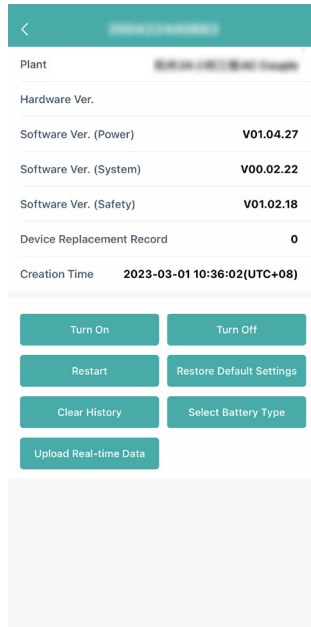 Plant
Hardware Ver.
Software Ver. (Power) V01.04.27
Software Ver. (System) V00.02.22
Software Ver. (Safety) V01.02.18
Device Replacement Record 0
Creation Time 2023-03-01 10:36:02(UTC+08)
Turn On Turn Off
Restart Restore Default Settings
Clear History Select Battery Type
Upload Real-time Data